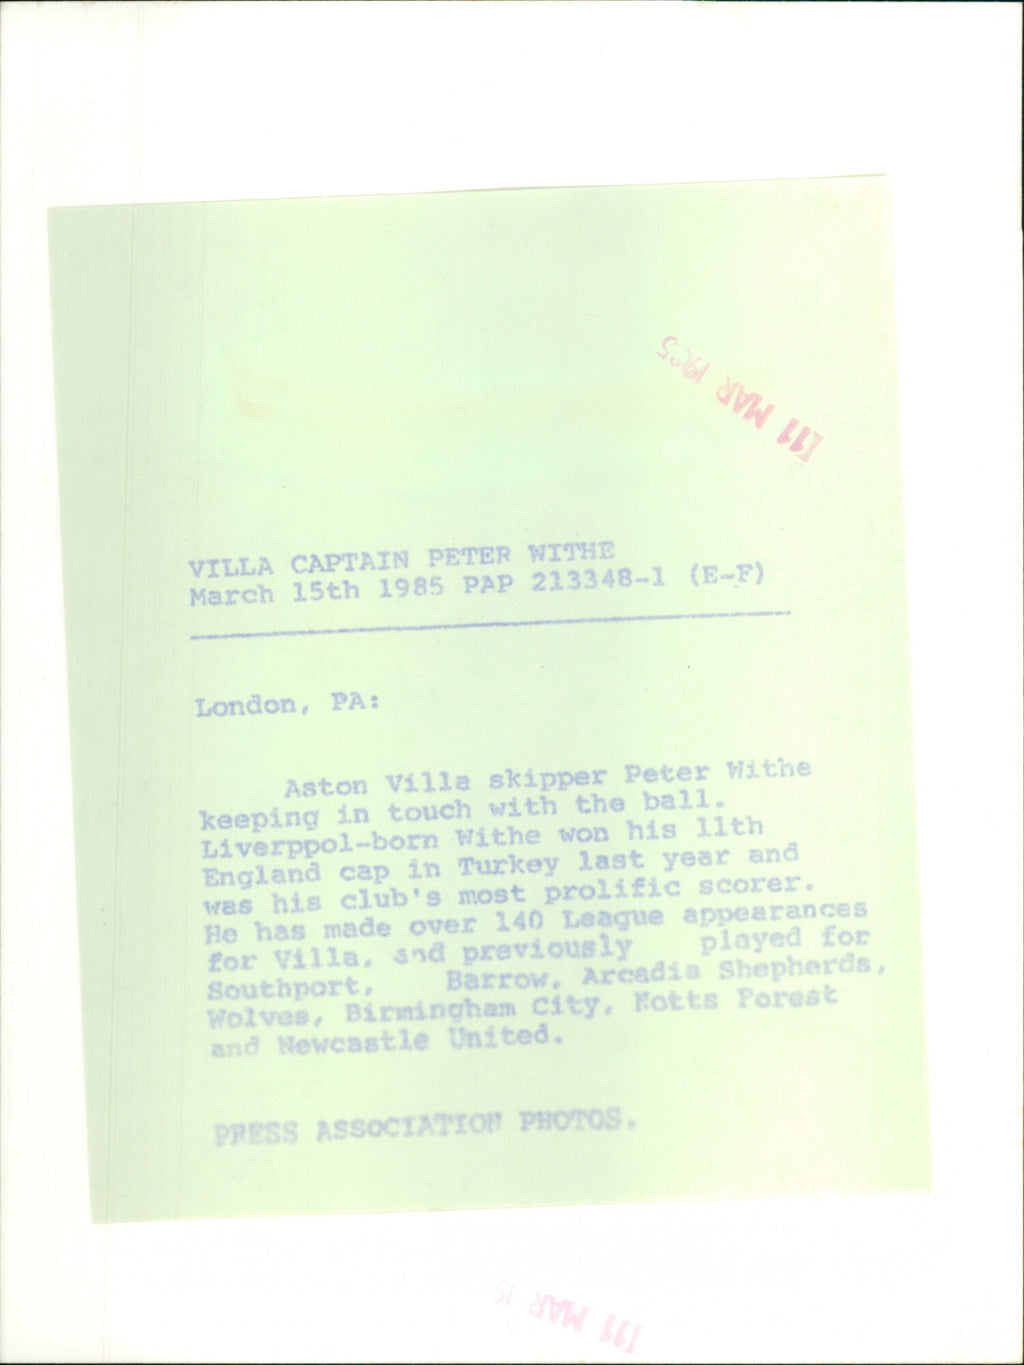 11 MAR 1985
VILLA CAPTAIN PETER WITHE
March 15th 1985 PAP 213348-1 (E-F)
London, PA:
Aston Villa skipper Peter Withe
keeping in touch with the ball.
Liverppol-born Withe won his 11th
England cap in Turkey last year and
was his club's most prolific scorer.
He has made over 140 League appearances
for Villa, and previously played for
Southport, Barrow, Arcadia Shepherds,
Wolves, Birmingham City, Notts Forest
and Newcastle United.
PRESS ASSOCIATION PHOTOS.
11 MAR 19